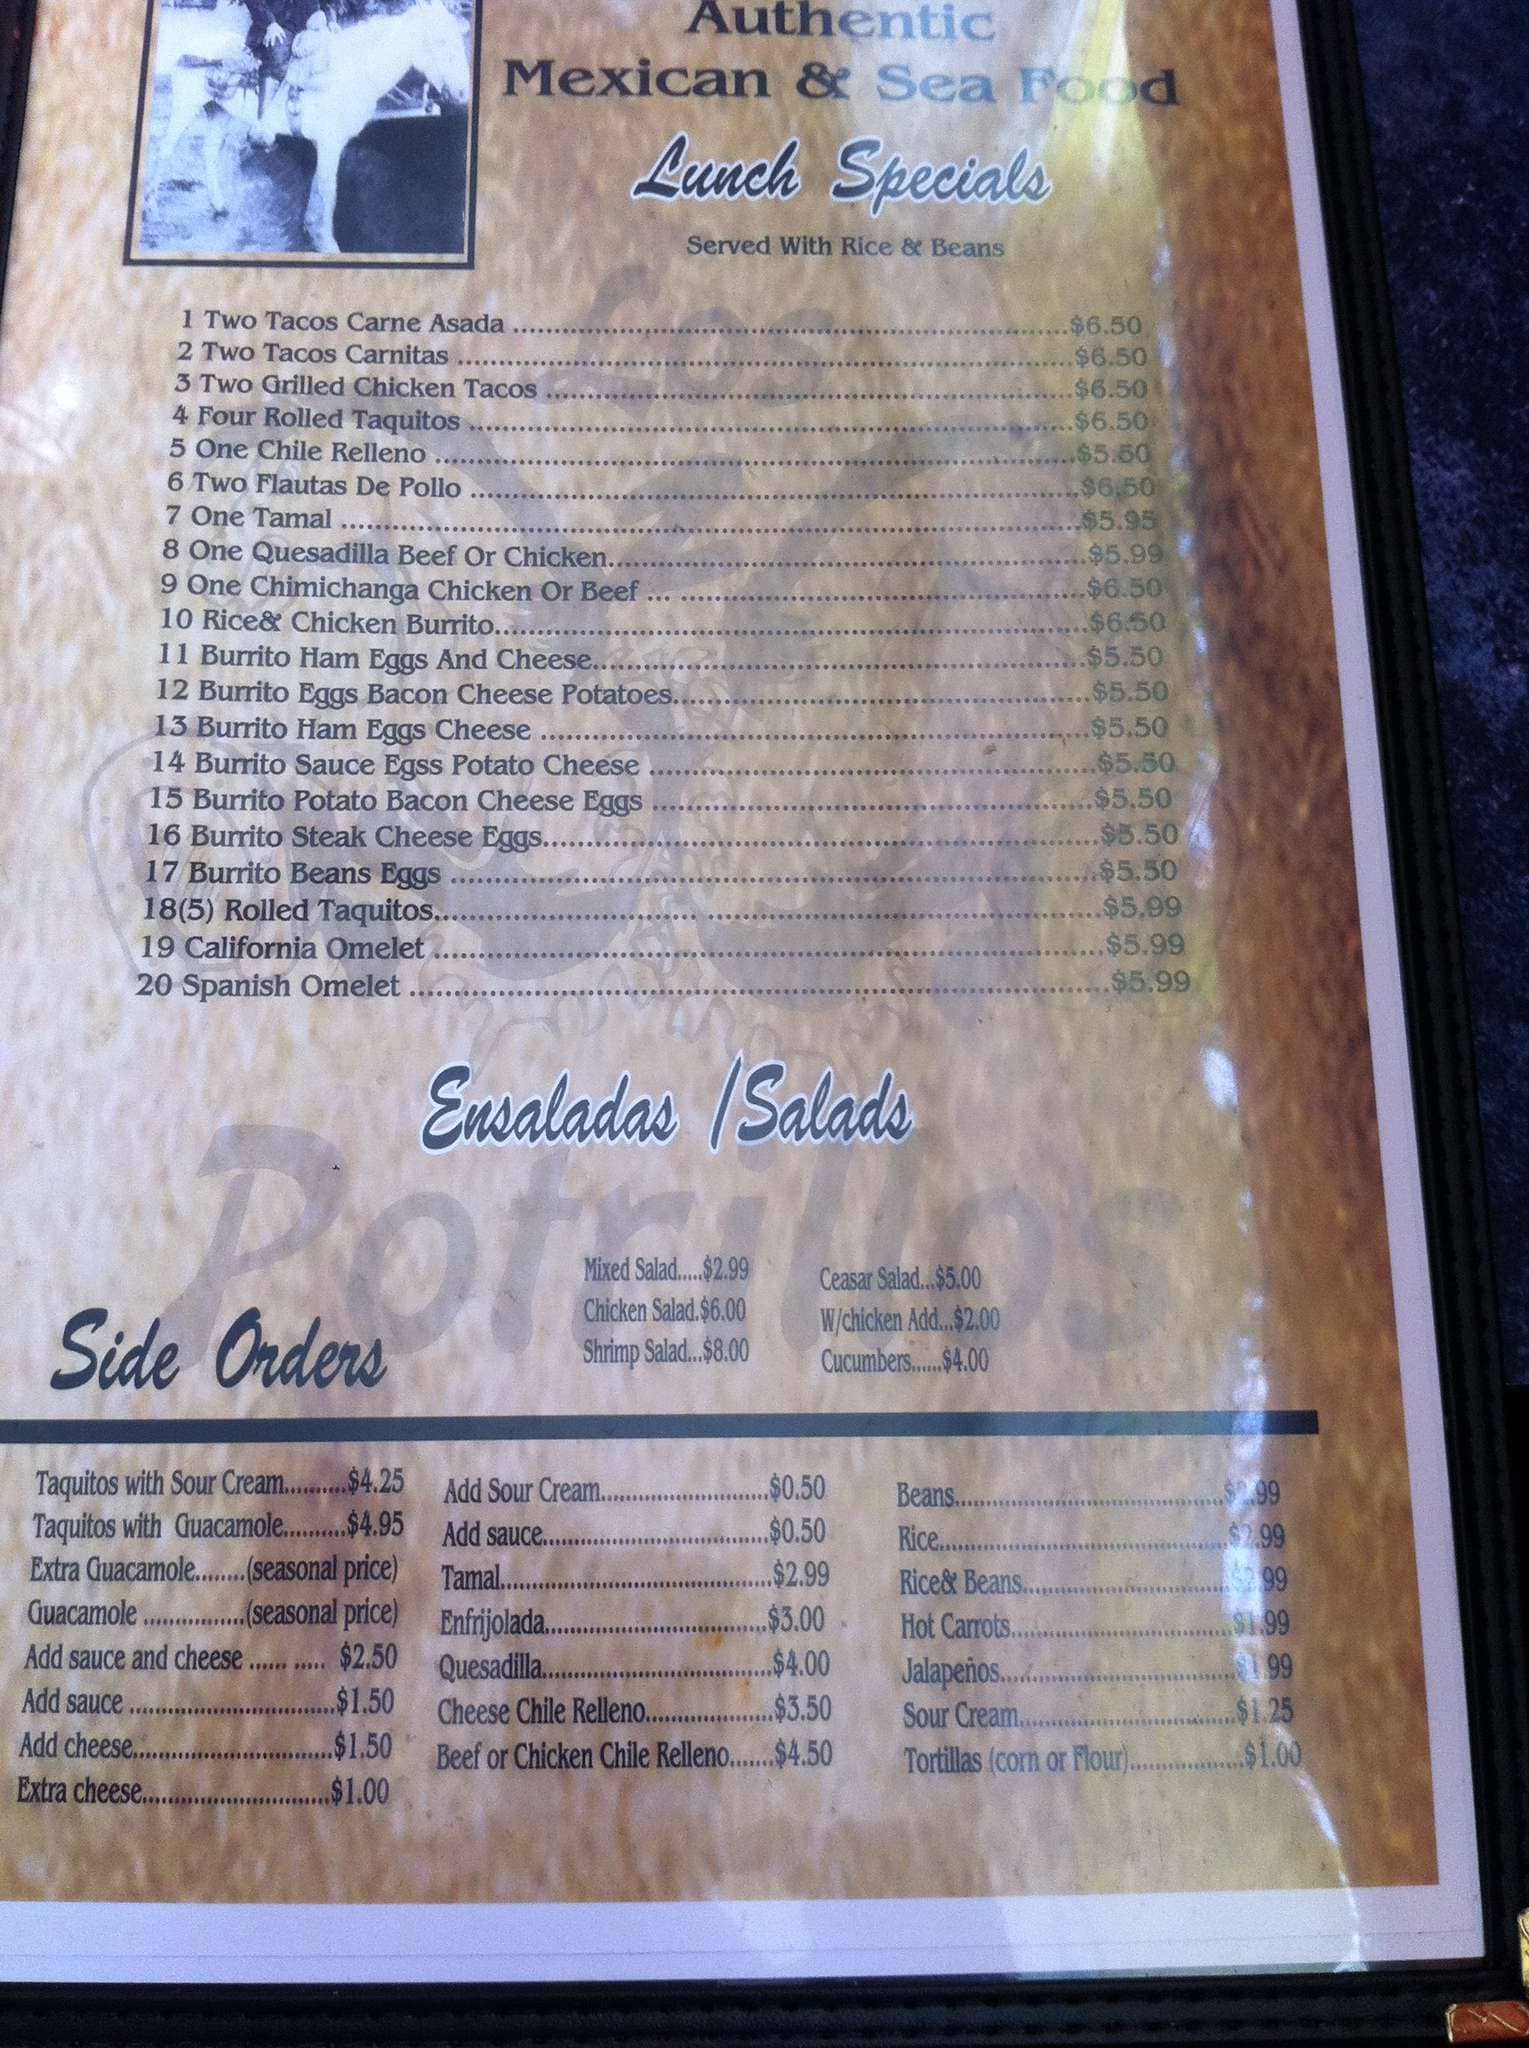 Authentic
Mexican & Sea Food
Lunch Specials
Served With Rice & Beans
1 Two Tacos Carne Asada ........ $6.50
2 Two Tacos Carnitas ........ $6.50
3 Two Grilled Chicken Tacos ........ $6.50
4 Four Rolled Taquitos ........ $6.50
5 One Chile Relleno ........ $5.50
6 Two Flautas De Pollo ........ $6.50
7 One Tamal ........ $5.95
8 One Quesadilla Beef Or Chicken........ $5.99
9 One Chimichanga Chicken Or Beef ... ........ $6.50
10 Rice& Chicken Burrito........ $6.50
11 Burrito Ham Eggs And Cheese........ $5.50
12 Burrito Eggs Bacon Cheese Potatoes........ $5.50
13 Burrito Ham Eggs Cheese ........ $5.50
14 Burrito Sauce Egss Potato Cheese ........ $5.50
15 Burrito Potato Bacon Cheese Eggs ........ $5.50
16 Burrito Steak Cheese Eggs........ $5.50
17 Burrito Beans Eggs ........ $5.50
18(5) Rolled Taquitos........ $5.99
19 California Omelet ........ $5.99
20 Spanish Omelet ........ $5.99
Los
Potrillos
Ensaladas /Salads
Mixed Salad.....$2.99
Chicken Salad.$6.00
Shrimp Salad...$8.00
Ceasar Salad...$5.00
W/chicken Add...$2.00
Cucumbers......$4.00
Side Orders
Taquitos with Sour Cream..........$4.25
Taquitos with Guacamole..........$4.95
Extra Guacamole........(seasonal price)
Guacamole ................(seasonal price)
Add sauce and cheese ...... ..... $2.50
Add sauce ........$1.50
Add cheese........$1.50
Extra cheese........$1.00
Add Sour Cream........$0.50
Add sauce........$0.50
Tamal........$2.99
Enfrijolada........$3.00
Quesadilla........$4.00
Cheese Chile Relleno........$3.50
Beef or Chicken Chile Relleno.......$4.50
Beans........$2.99
Rice........$2.99
Rice& Beans........$2.99
Hot Carrots........$1.99
Jalapeños........$1.99
Sour Cream........$1.25
Tortillas (corn or Flour)........$1.00